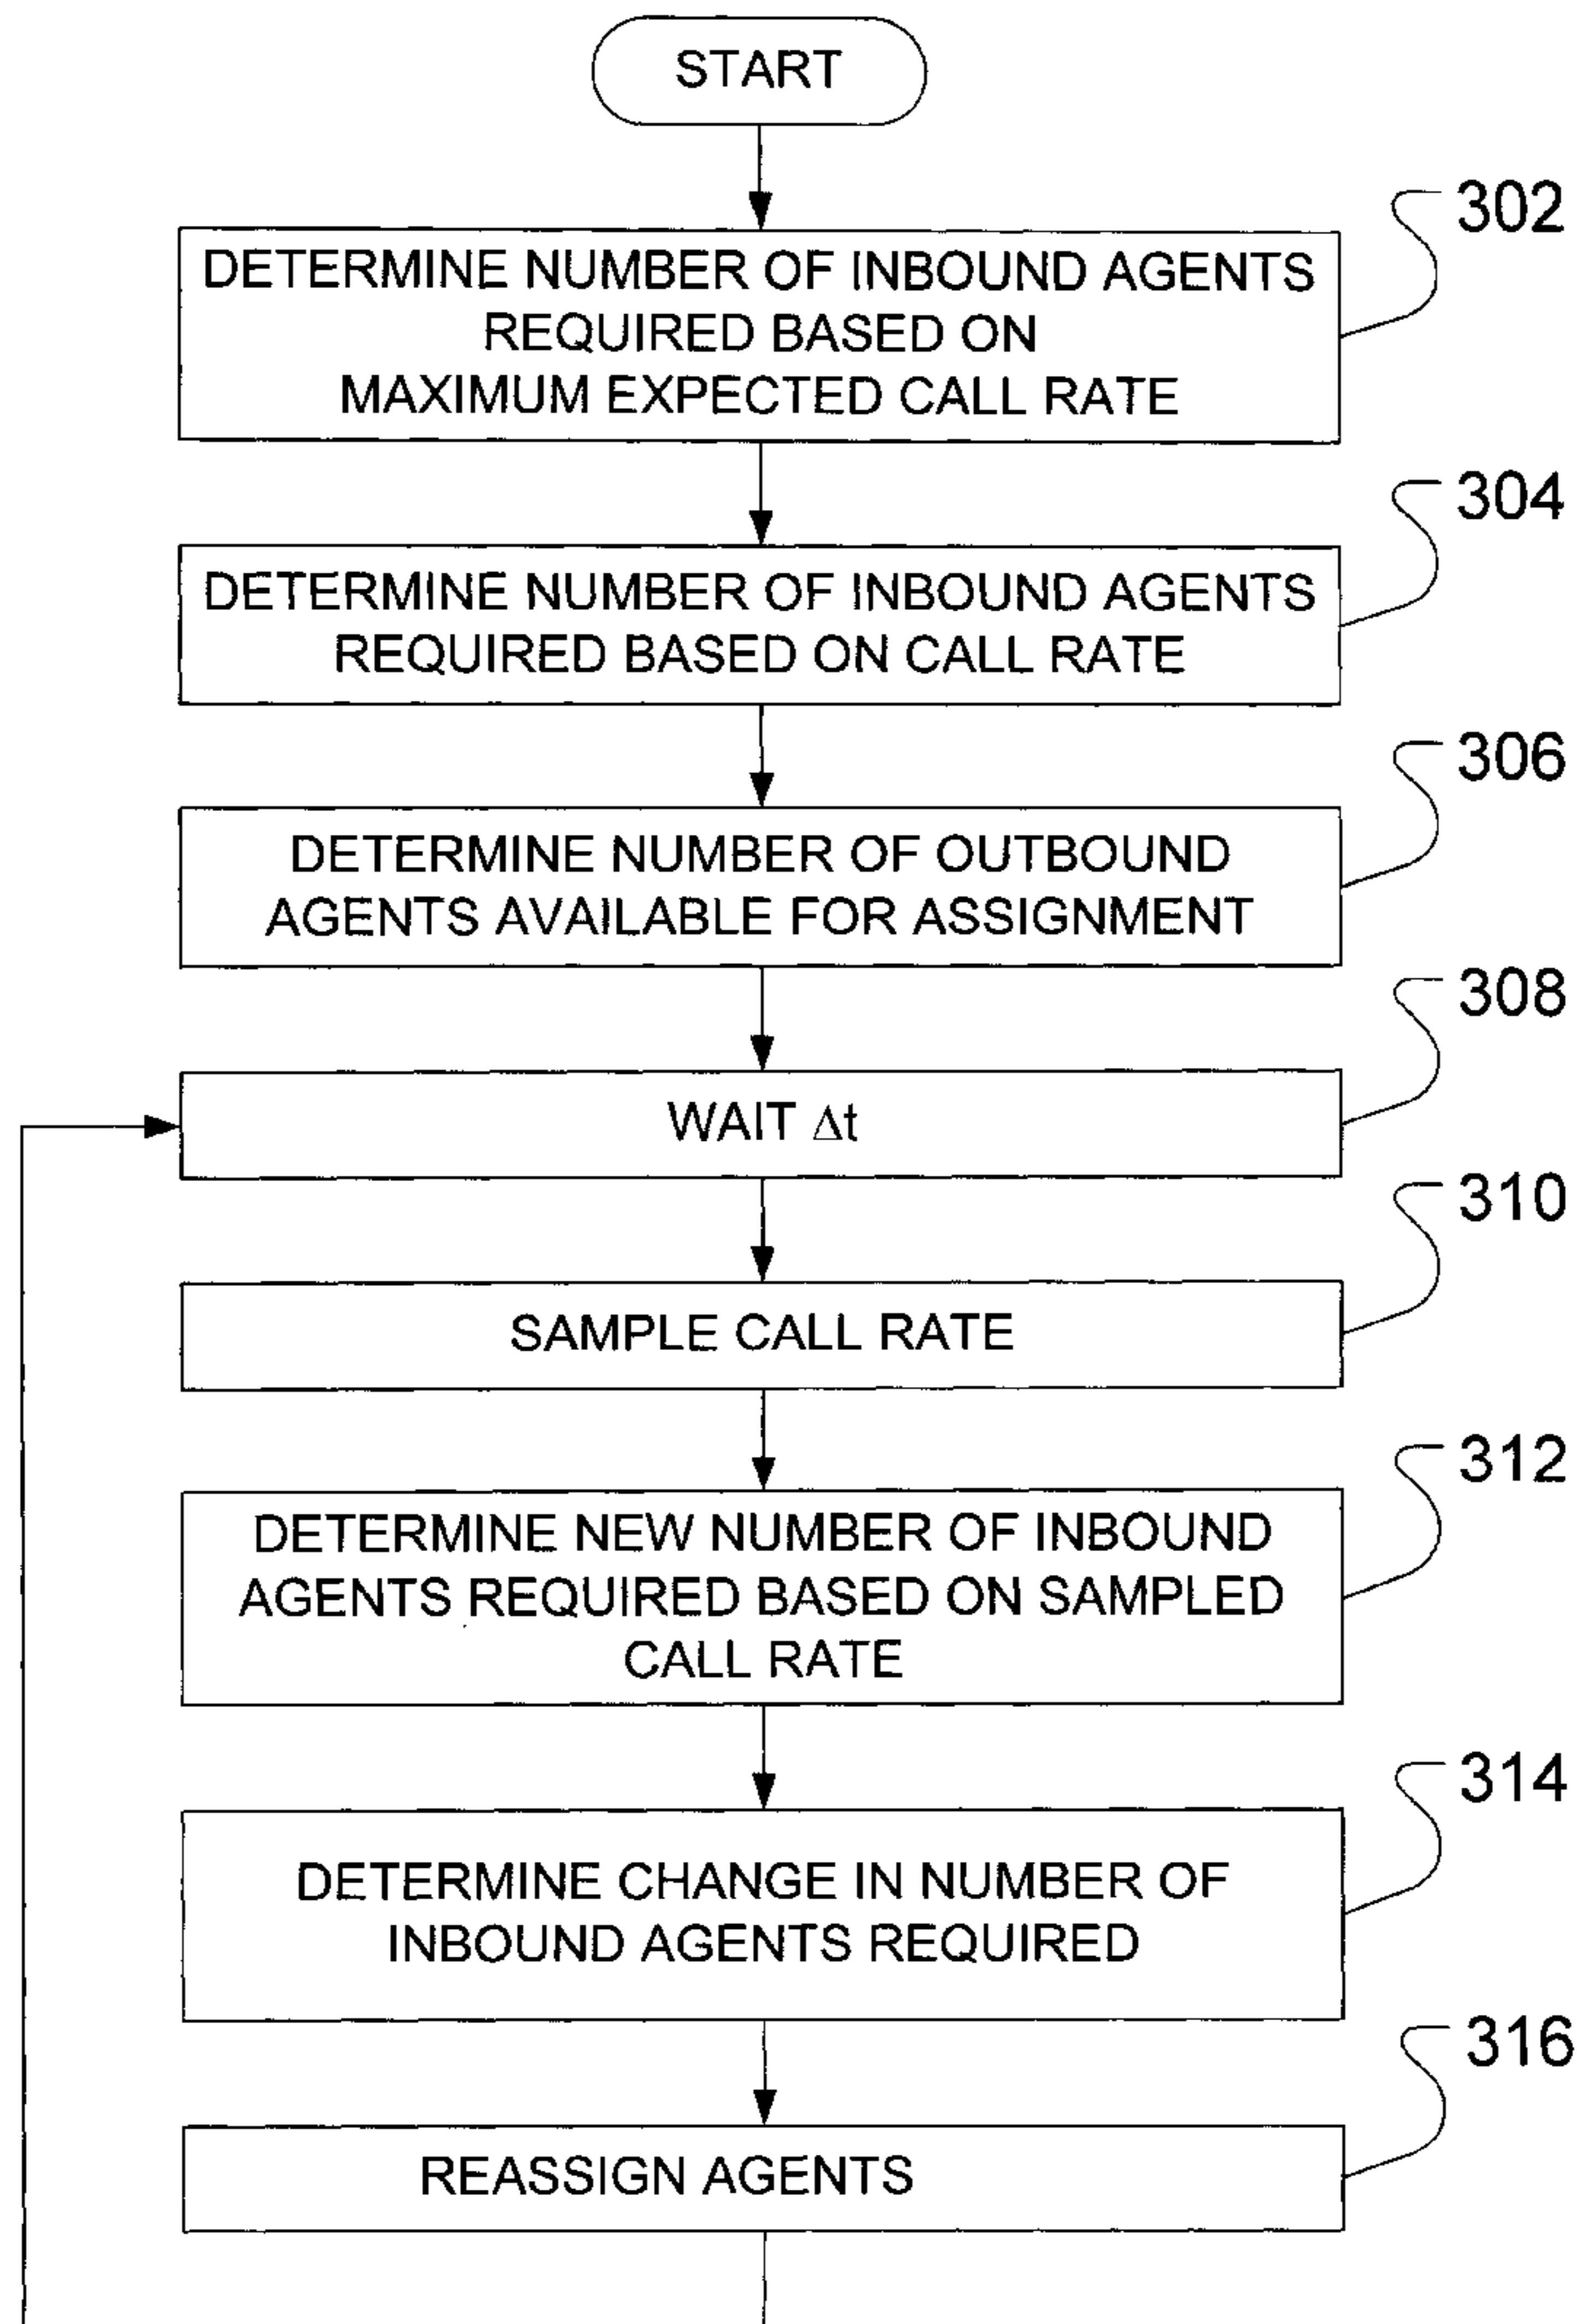 START
302
DETERMINE NUMBER OF INBOUND AGENTS
REQUIRED BASED ON
MAXIMUM EXPECTED CALL RATE
304
DETERMINE NUMBER OF INBOUND AGENTS
REQUIRED BASED ON CALL RATE
306
DETERMINE NUMBER OF OUTBOUND
AGENTS AVAILABLE FOR ASSIGNMENT
308
WAIT Δt
310
SAMPLE CALL RATE
312
DETERMINE NEW NUMBER OF INBOUND
AGENTS REQUIRED BASED ON SAMPLED
CALL RATE
314
DETERMINE CHANGE IN NUMBER OF
INBOUND AGENTS REQUIRED
316
REASSIGN AGENTS